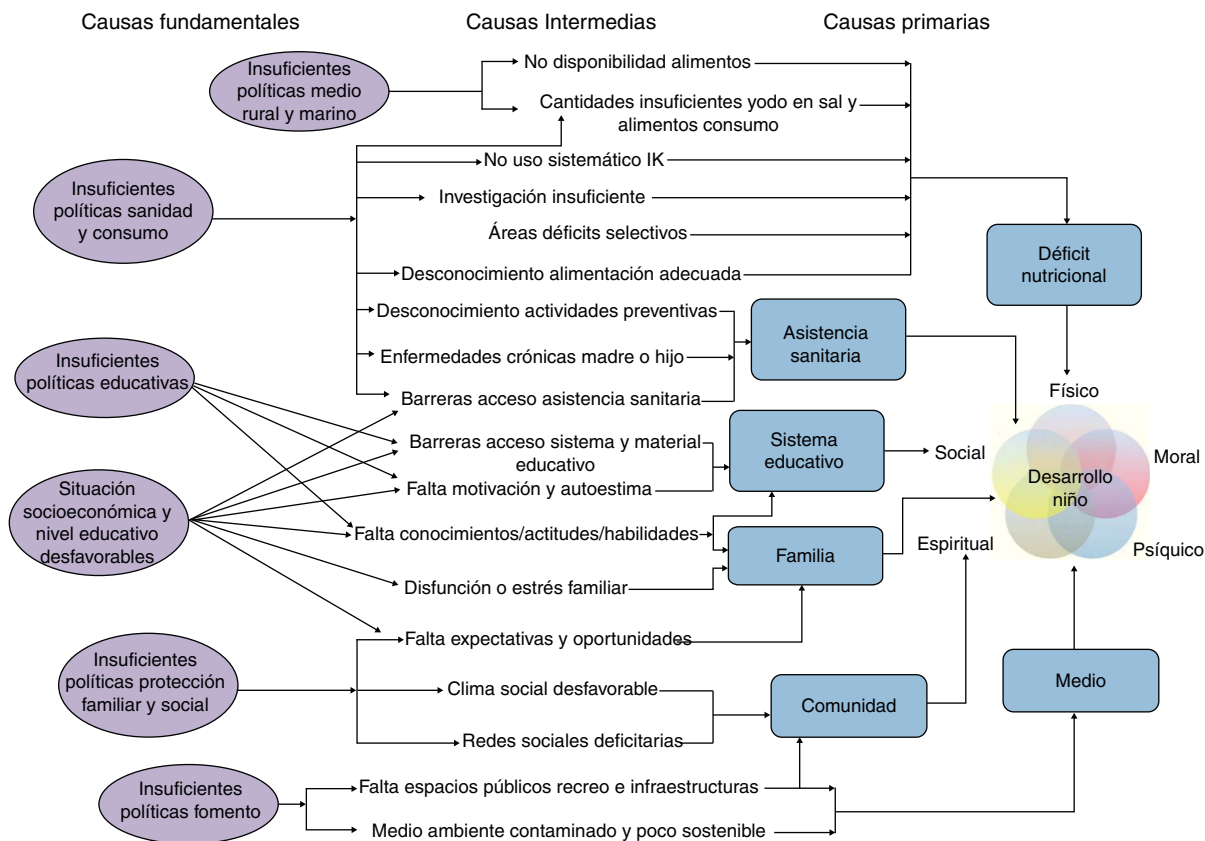 Causas fundamentales
Causas Intermedias
Causas primarias
Insuficientes
políticas medio
rural y marino
Insuficientes
políticas sanidad
y consumo
Insuficientes
políticas educativas
Situación
socioeconómica y
nivel educativo
desfavorables
Insuficientes
políticas protección
familiar y social
Insuficientes
políticas fomento
No disponibilidad alimentos
Cantidades insuficientes yodo en sal y
alimentos consumo
No uso sistemático IK
Investigación insuficiente
Áreas déficits selectivos
Desconocimiento alimentación adecuada
Desconocimiento actividades preventivas
Enfermedades crónicas madre o hijo
Barreras acceso asistencia sanitaria
Barreras acceso sistema y material
educativo
Falta motivación y autoestima
Falta conocimientos/actitudes/habilidades
Disfunción o estrés familiar
Falta expectativas y oportunidades
Clima social desfavorable
Redes sociales deficitarias
Falta espacios públicos recreo e infraestructuras
Medio ambiente contaminado y poco sostenible
Déficit
nutricional
Asistencia
sanitaria
Sistema
educativo
Familia
Comunidad
Medio
Físico
Social
Moral
Desarrollo
niño
Espiritual
Psíquico